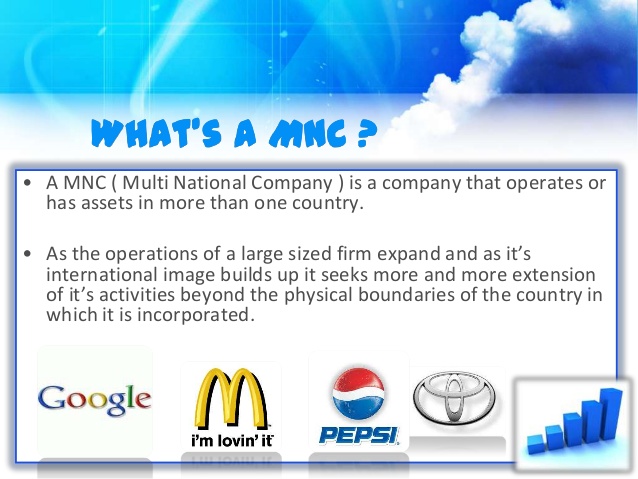 WHAT'S A MNC ?
• A MNC ( Multi National Company ) is a company that operates or
has assets in more than one country.
• As the operations of a large sized firm expand and as it's
international image builds up it seeks more and more extension
of it's activities beyond the physical boundaries of the country in
which it is incorporated.
Google
i'm lovin' it
PEPSI